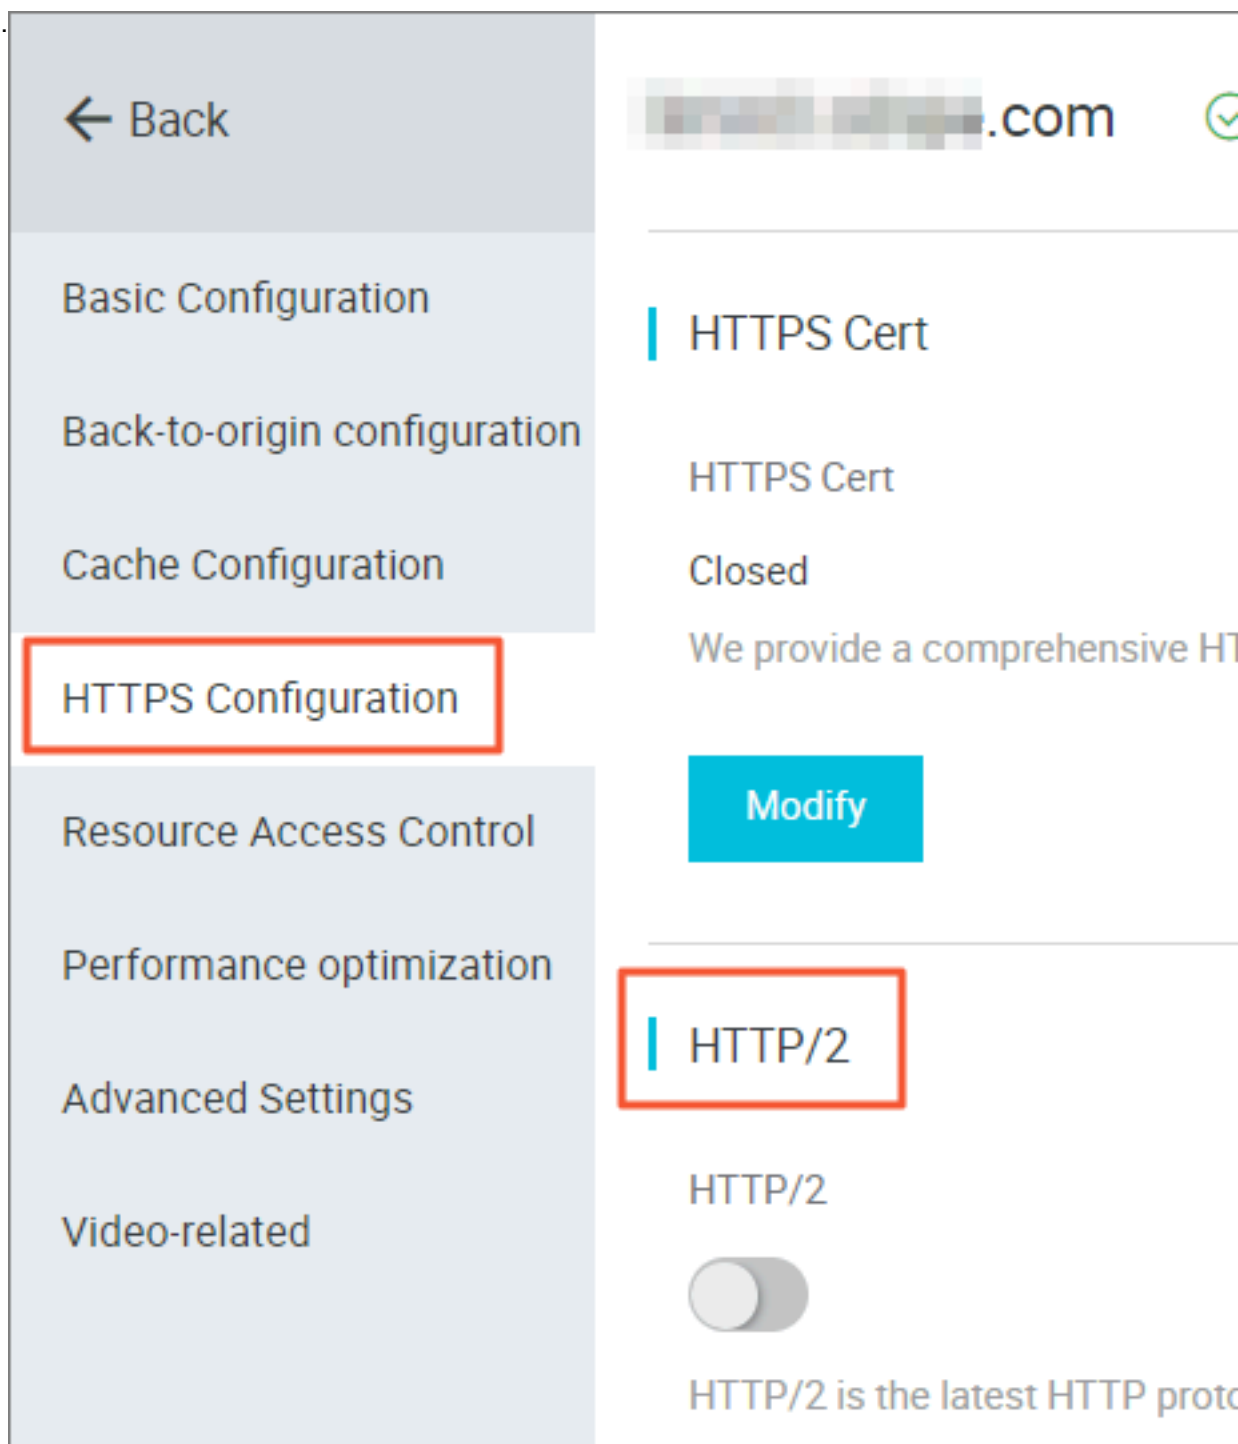 .
← Back
.com
Basic Configuration
Back-to-origin configuration
Cache Configuration
HTTPS Configuration
Resource Access Control
Performance optimization
Advanced Settings
Video-related
HTTPS Cert
HTTPS Cert
Closed
We provide a comprehensive
Modify
HTTP/2
HTTP/2
HTTP/2 is the latest HTTP